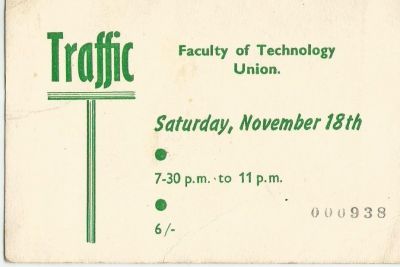 Traffic
Faculty of Technology
Union.
Saturday, November 18th
7-30 p.m. to 11 p.m.
6/-
000938